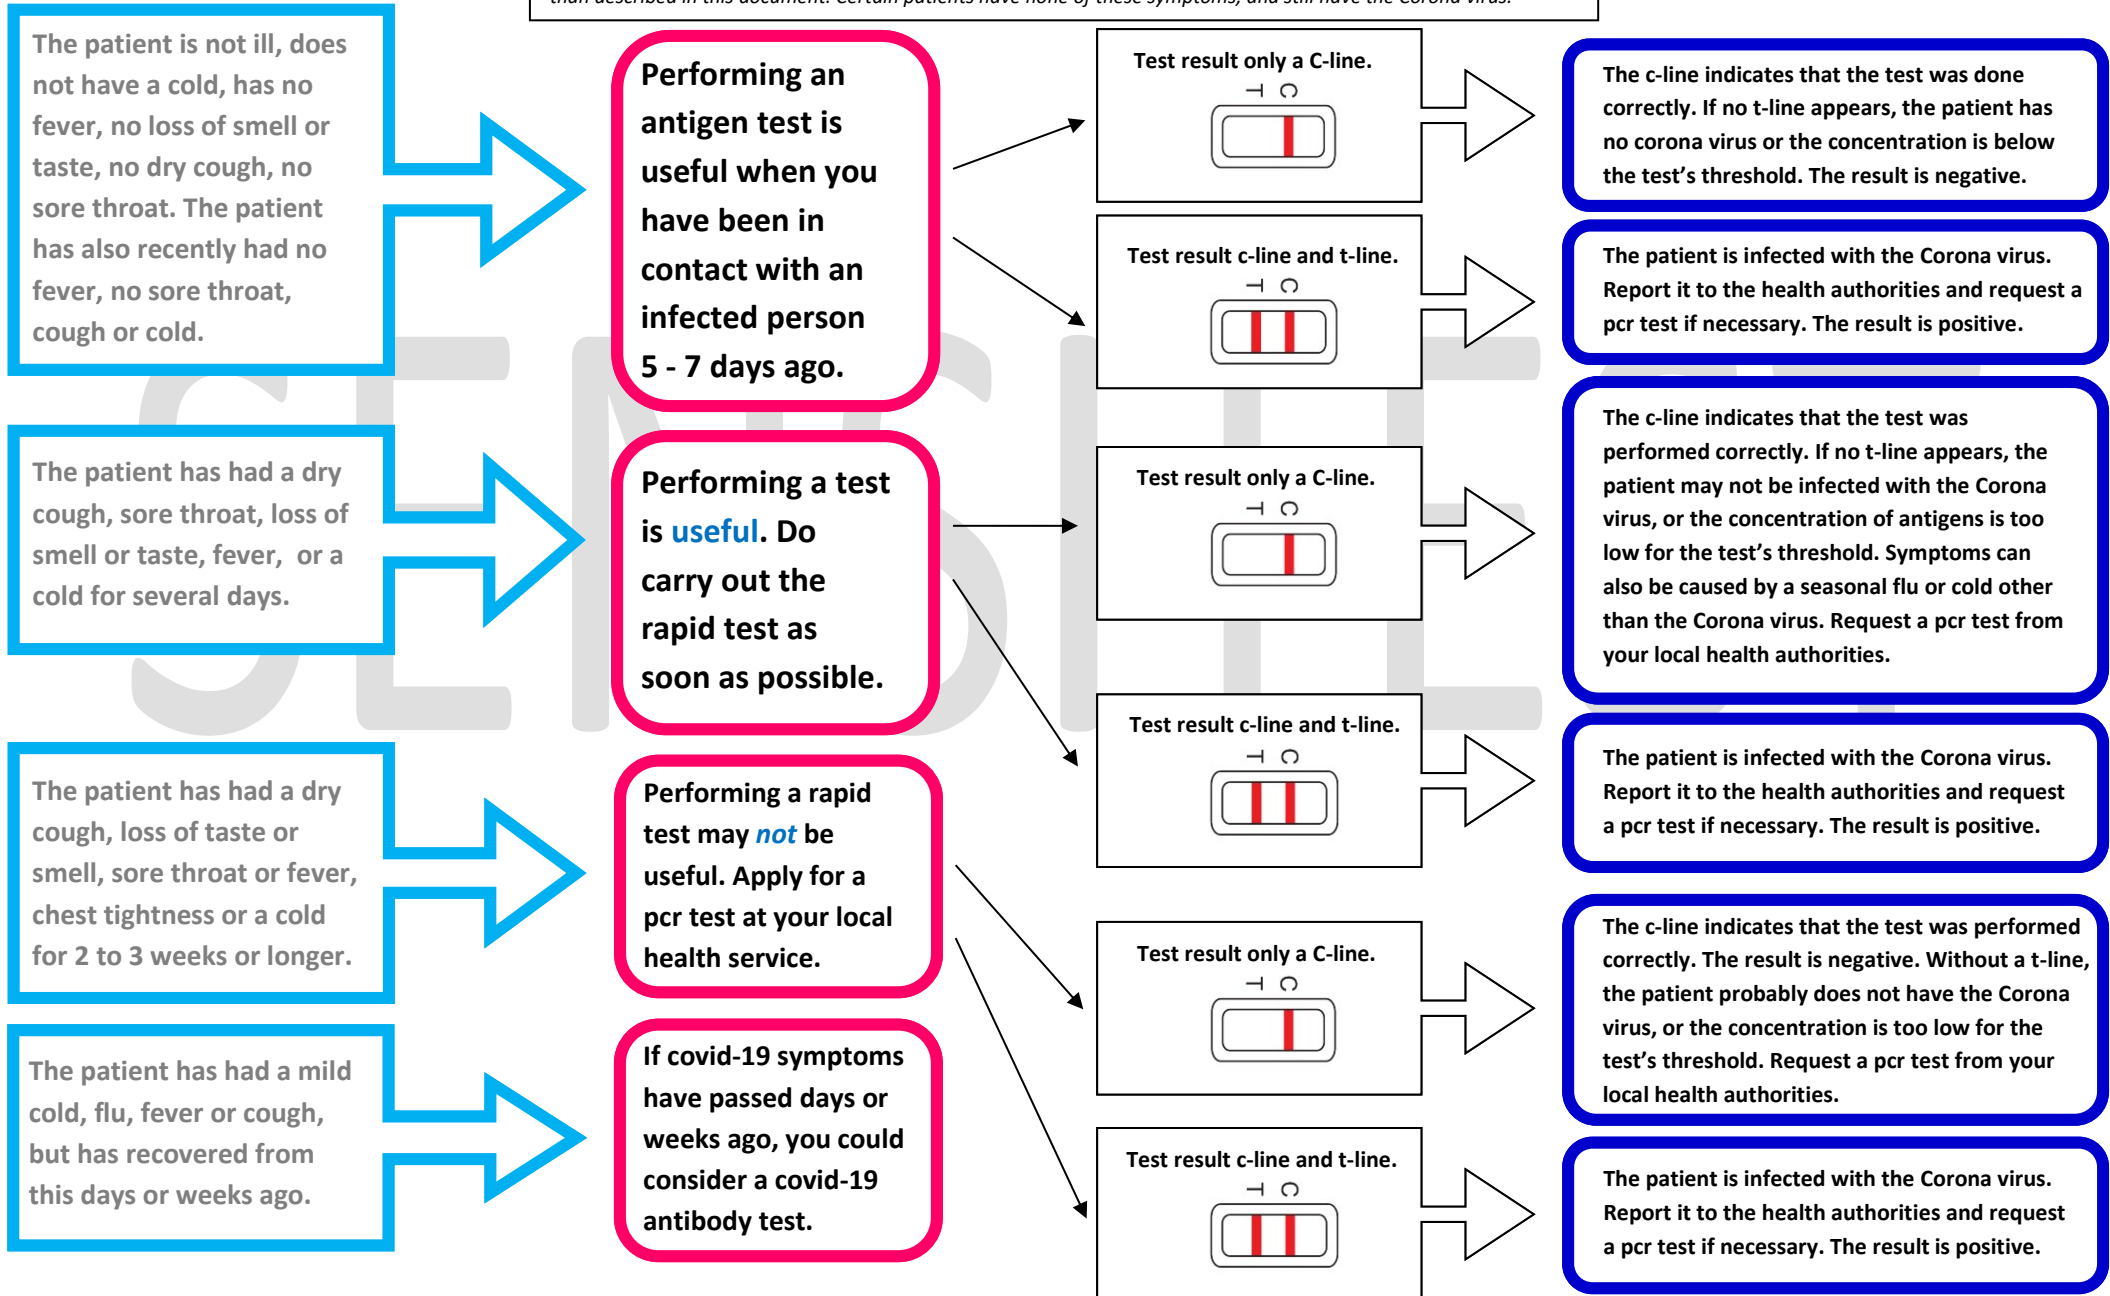 than described in this document. Certain patients have none of these symptoms, and still have the Corona virus.
The patient is not ill, does
not have a cold, has no
fever, no loss of smell or
taste, no dry cough, no
sore throat. The patient
has also recently had no
fever, no sore throat,
cough or cold.
Performing an
antigen test is
useful when you
have been in
contact with an
infected person
5 - 7 days ago.
Test result only a C-line.
T C
The c-line indicates that the test was done
correctly. If no t-line appears, the patient has
no corona virus or the concentration is below
the test's threshold. The result is negative.
Test result c-line and t-line.
T C
The patient is infected with the Corona virus.
Report it to the health authorities and request a
pcr test if necessary. The result is positive.
The patient has had a dry
cough, sore throat, loss of
smell or taste, fever, or a
cold for several days.
Performing a test
is useful. Do
carry out the
rapid test as
soon as possible.
Test result only a C-line.
T C
The c-line indicates that the test was
performed correctly. If no t-line appears, the
patient may not be infected with the Corona
virus, or the concentration of antigens is too
low for the test's threshold. Symptoms can
also be caused by a seasonal flu or cold other
than the Corona virus. Request a pcr test from
your local health authorities.
Test result c-line and t-line.
T C
The patient is infected with the Corona virus.
Report it to the health authorities and request
a pcr test if necessary. The result is positive.
The patient has had a dry
cough, loss of taste or
smell, sore throat or fever,
chest tightness or a cold
for 2 to 3 weeks or longer.
Performing a rapid
test may not be
useful. Apply for a
pcr test at your local
health service.
Test result only a C-line.
T C
The c-line indicates that the test was performed
correctly. The result is negative. Without a t-line,
the patient probably does not have the Corona
virus, or the concentration is too low for the
test's threshold. Request a pcr test from your
local health authorities.
The patient has had a mild
cold, flu, fever or cough,
but has recovered from
this days or weeks ago.
If covid-19 symptoms
have passed days or
weeks ago, you could
consider a covid-19
antibody test.
Test result c-line and t-line.
T C
The patient is infected with the Corona virus.
Report it to the health authorities and request
a pcr test if necessary. The result is positive.